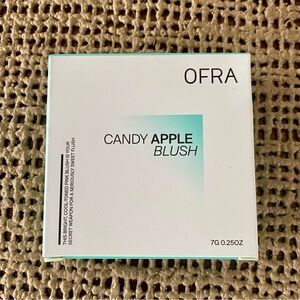 OFRA
CANDY APPLE
BLUSH
THIS BRIGHT, COOL-TONED PINK BLUSH IS YOUR
SECRET WEAPON FOR A SERIOUSLY SWEET FLUSH
7G 0.25OZ